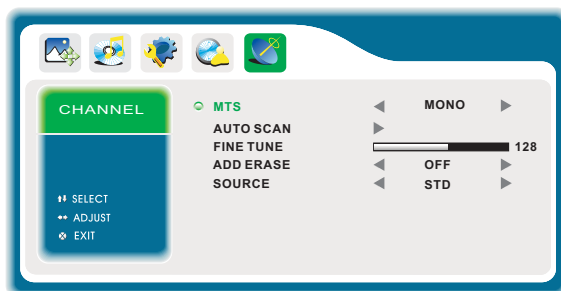 CHANNEL
SELECT
ADJUST
EXIT
MTS MONO
AUTO SCAN
FINE TUNE 128
ADD ERASE OFF
SOURCE STD